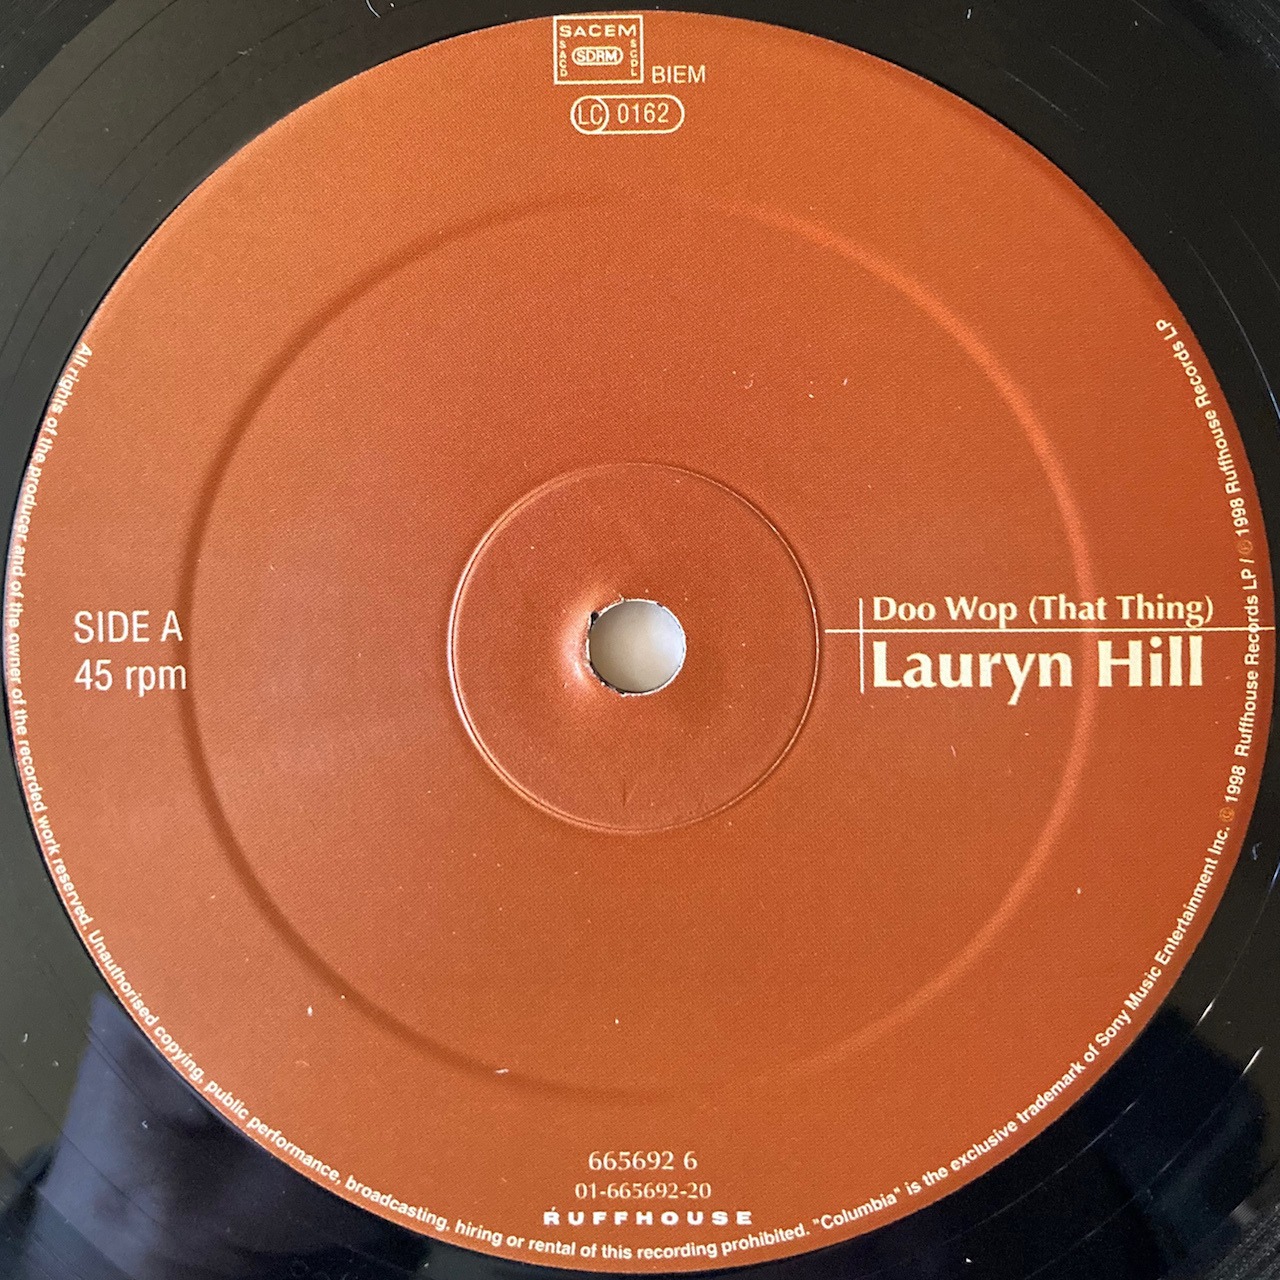 SACEM
SACD
SDRM
SCDL
BIEM
LC 0162
SIDE A
45 rpm
Doo Wop (That Thing)
Lauryn Hill
665692 6
01-665692-20
RUFFHOUSE
All rights of the producer and of the owner of the recorded work reserved. Unauthorised copying, public performance, broadcasting, hiring or rental of this recording prohibited. "Columbia" is the exclusive trademark of Sony Music Entertainment Inc. ©1998 Ruffhouse Records LP / ℗ 1998 Ruffhouse Records LP